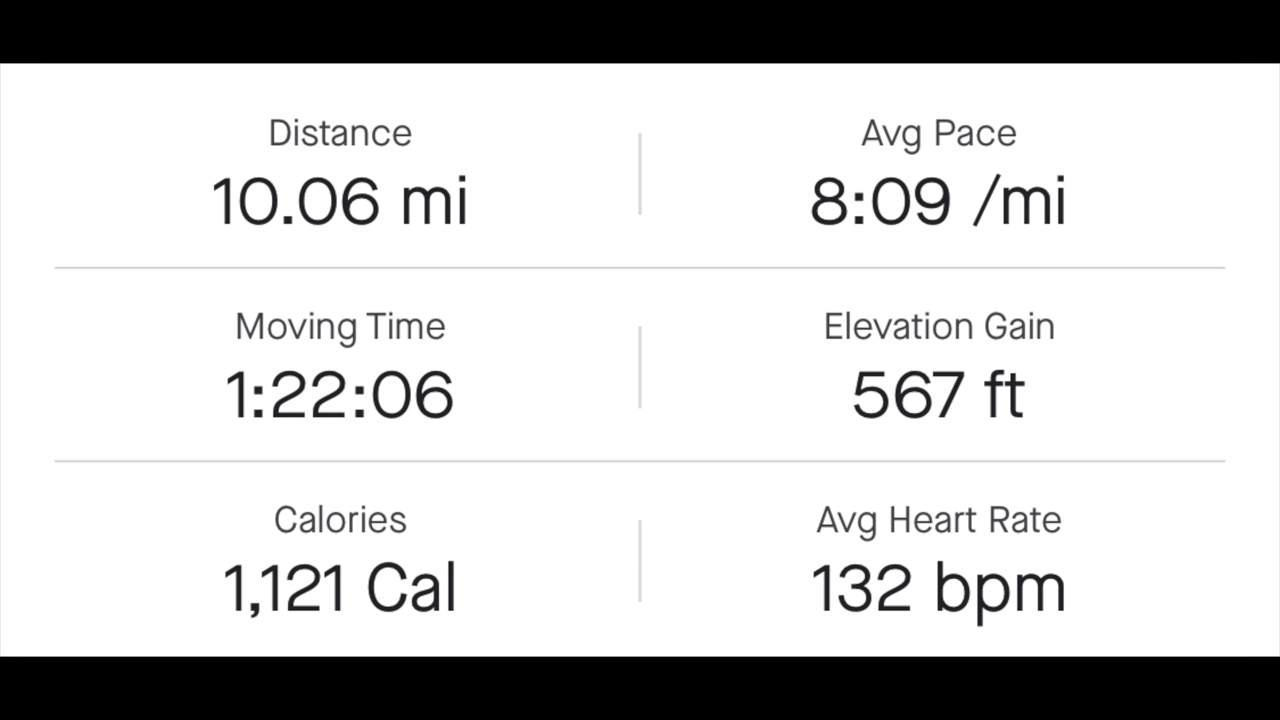 Distance
10.06 mi
Avg Pace
8:09 /mi
Moving Time
1:22:06
Elevation Gain
567 ft
Calories
1,121 Cal
Avg Heart Rate
132 bpm